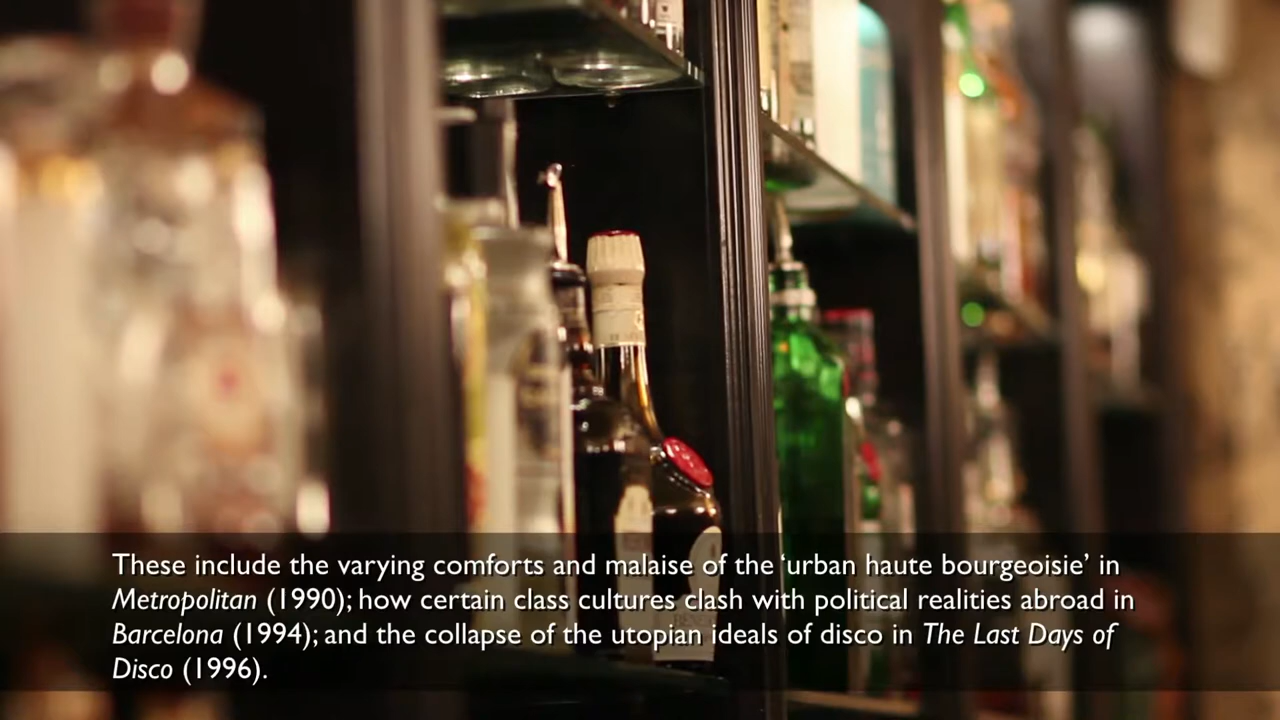 These include the varying comforts and malaise of the ‘urban haute bourgeoisie’ in
Metropolitan (1990); how certain class cultures clash with political realities abroad in
Barcelona (1994); and the collapse of the utopian ideals of disco in The Last Days of
Disco (1996).